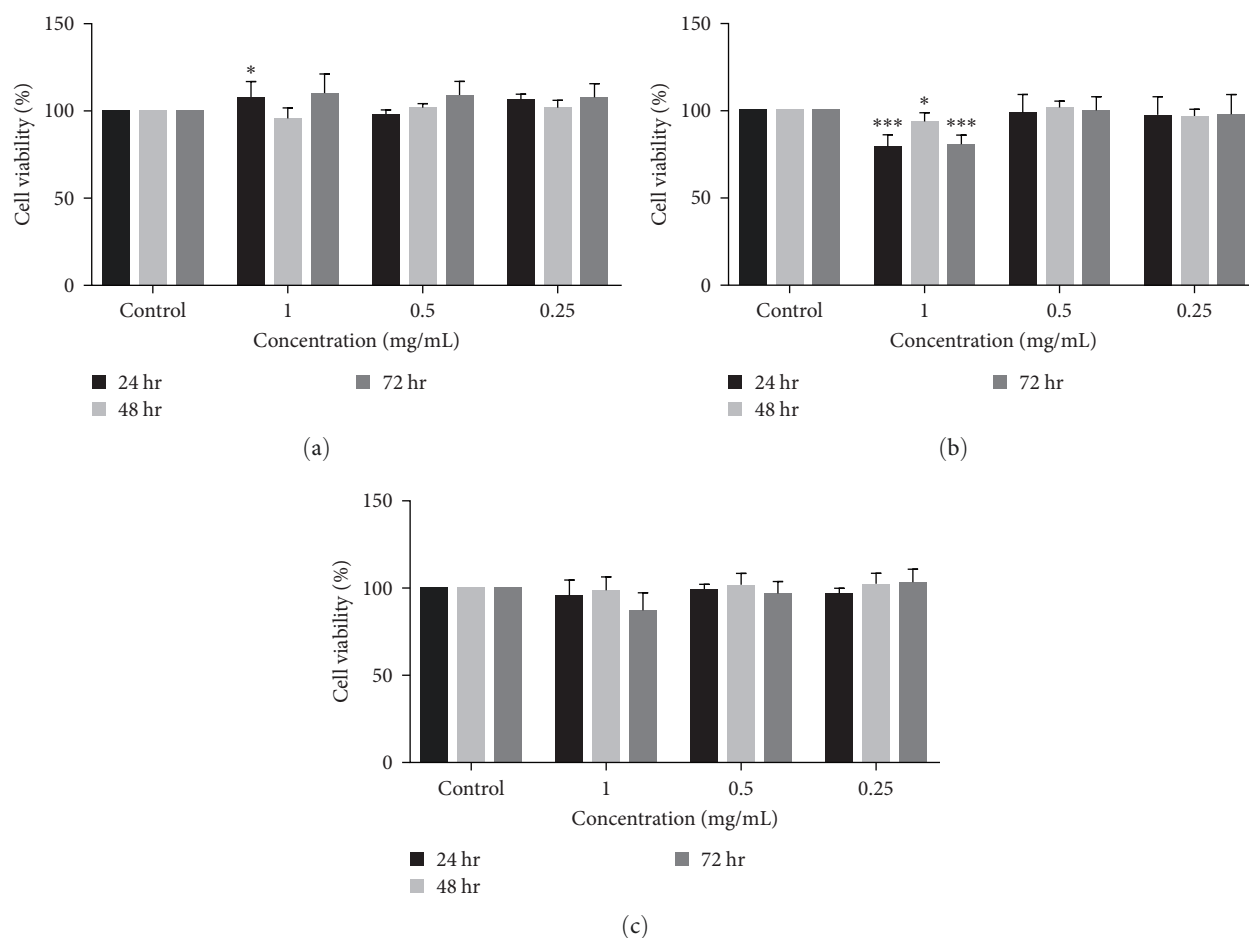 150
100
50
0
Cell viability (%)
*
Control
1
0.5
0.25
Concentration (mg/mL)
24 hr
72 hr
48 hr
(a)
150
100
50
0
Cell viability (%)
***
*
***
Control
1
0.5
0.25
Concentration (mg/mL)
24 hr
72 hr
48 hr
(b)
150
100
50
0
Cell viability (%)
Control
1
0.5
0.25
Concentration (mg/mL)
24 hr
72 hr
48 hr
(c)